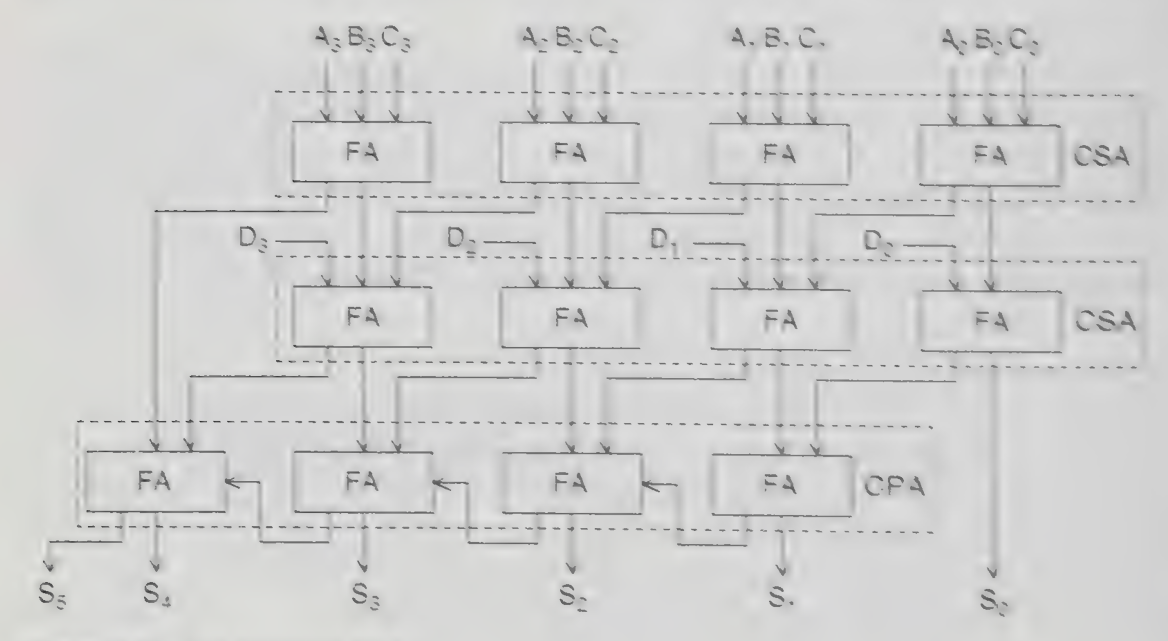 A₃ B₃ C₃ A₂ B₂ C₂ A₁ B₁ C₁ A₀ B₀ C₀
FA FA FA FA CSA
D₃ D₂ D₁ D₀
FA FA FA FA CSA
FA FA FA FA CPA
S₅ S₄ S₃ S₂ S₁ S₀